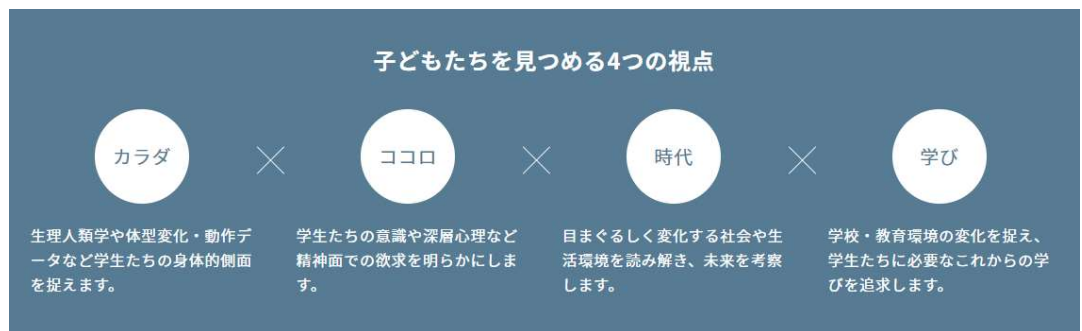 子どもたちを見つめる4つの視点
カラダ
ココロ
時代
学び
生理人類学や体型変化・動作デ
ータなど学生たちの身体的側面
を捉えます。
学生たちの意識や深層心理など
精神面での欲求を明らかにしま
す。
目まぐるしく変化する社会や生
活環境を読み解き、未来を考察
します。
学校・教育環境の変化を捉え、
学生たちに必要なこれからの学
びを追求します。